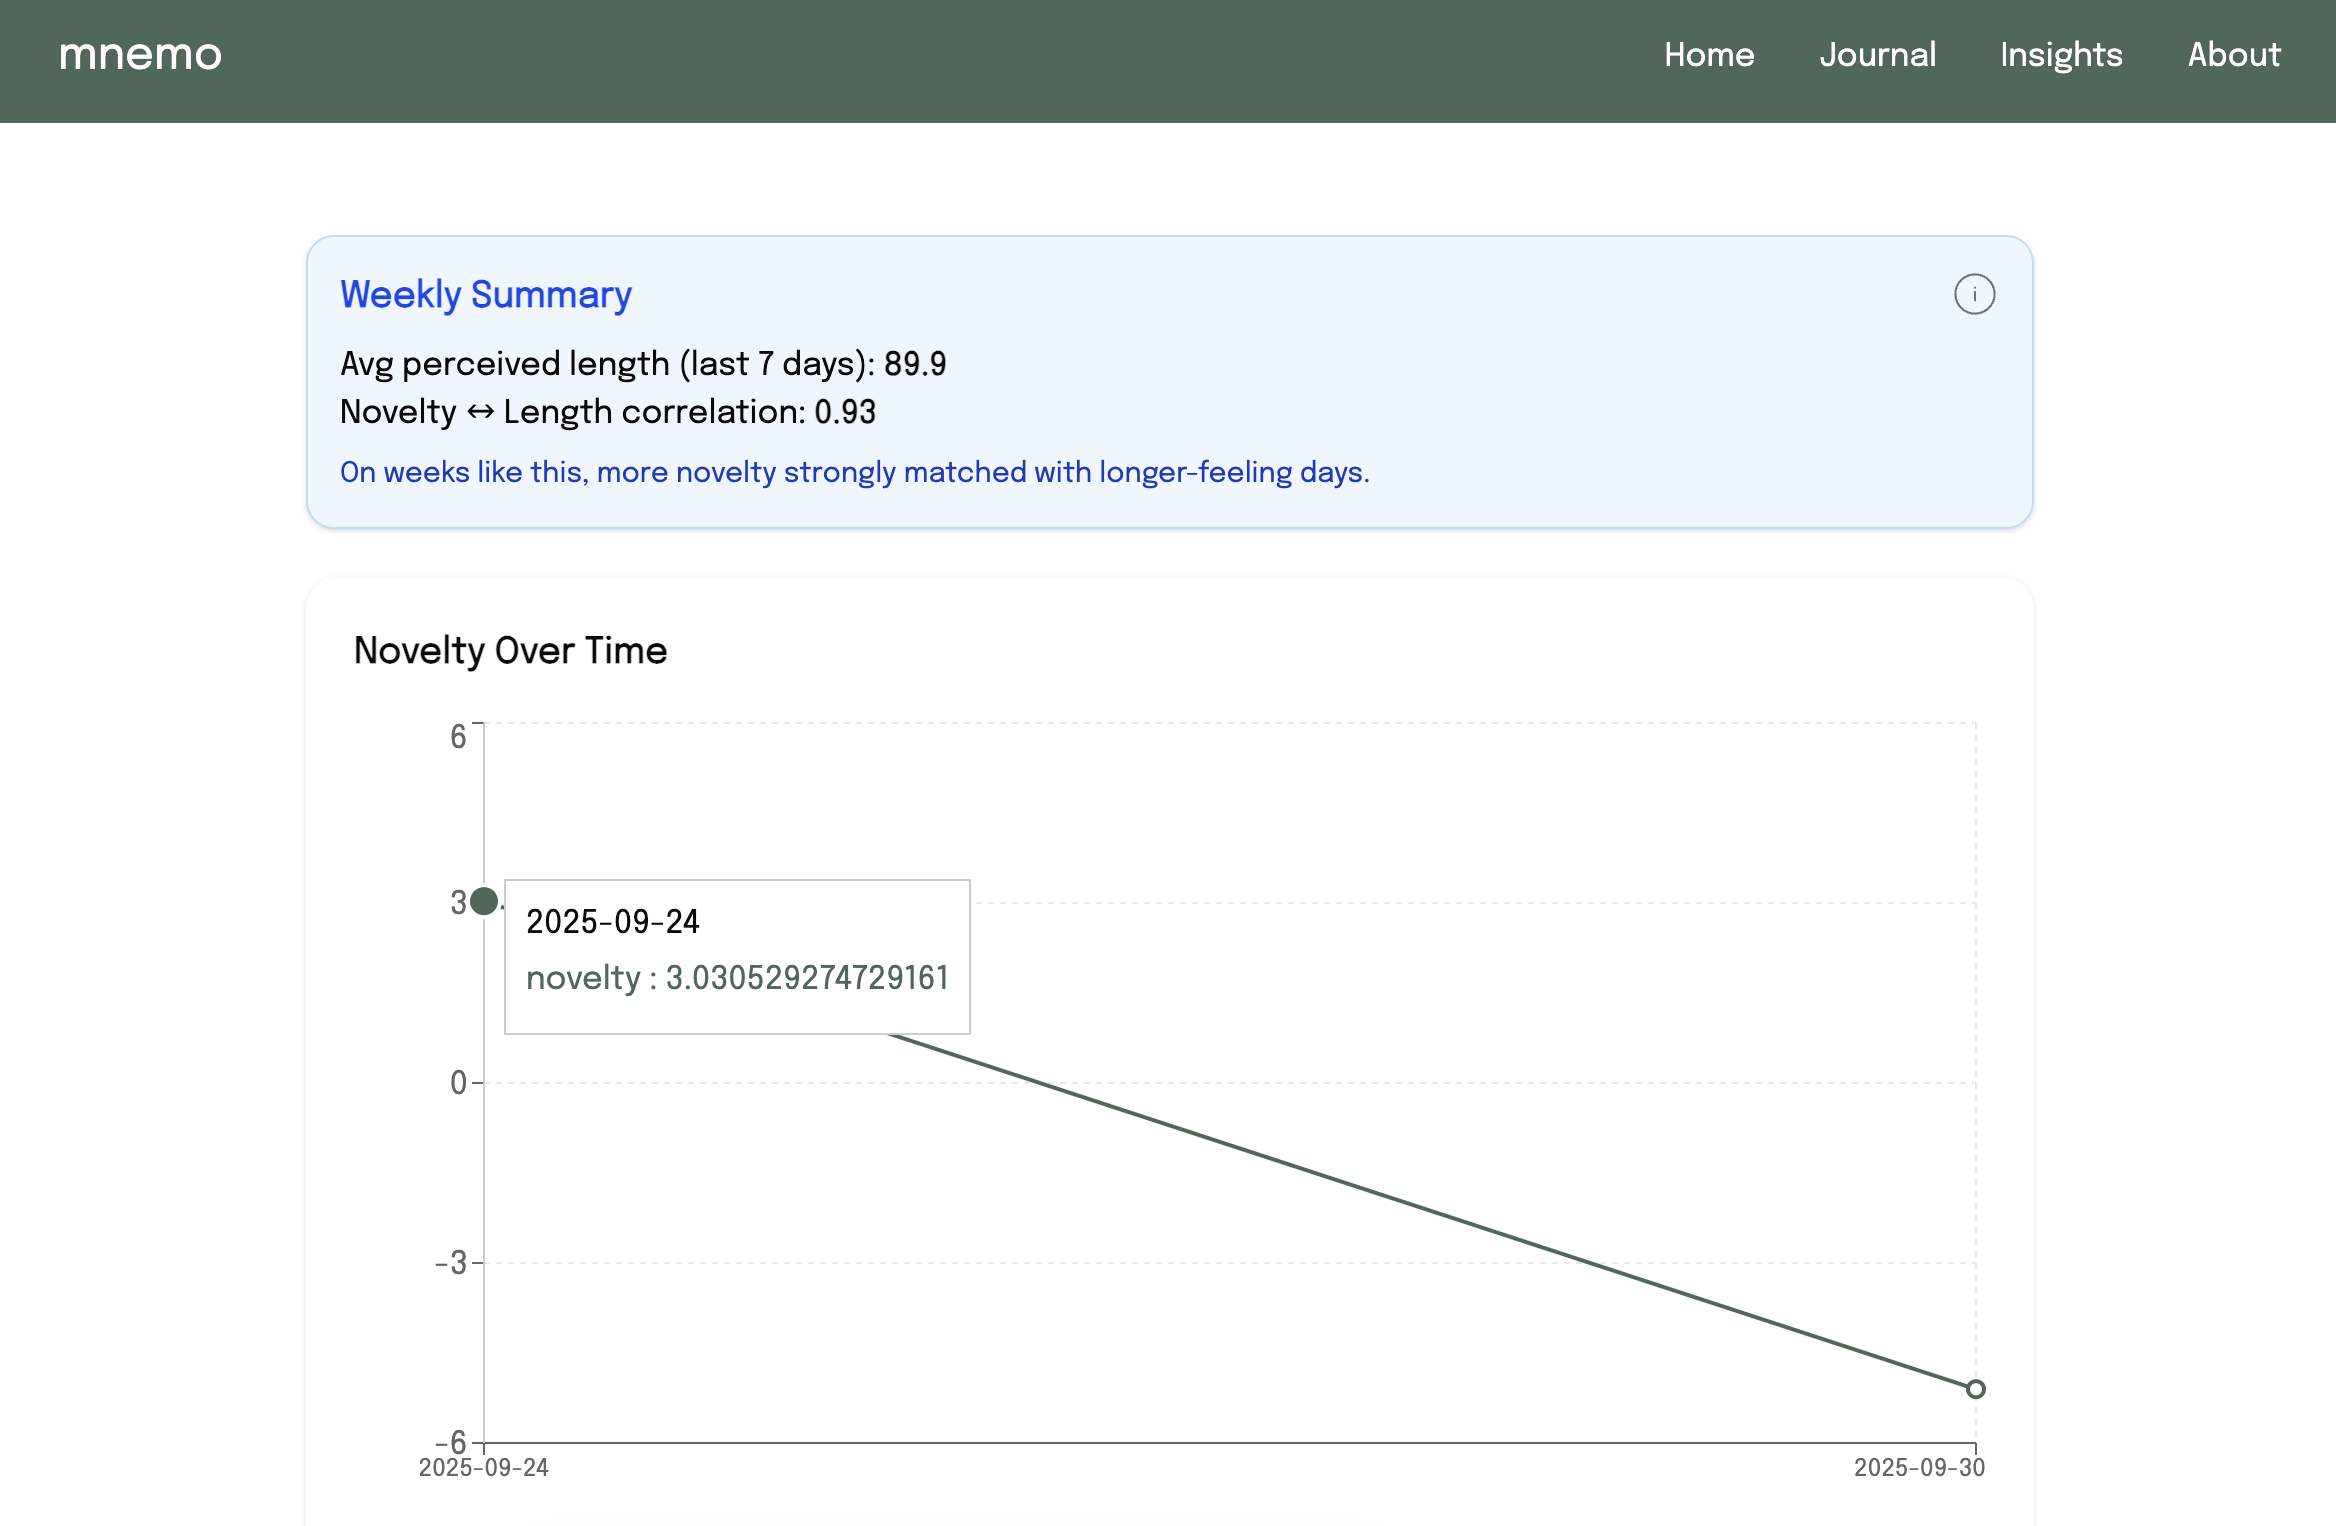 mnemo
Home Journal Insights About
Weekly Summary
i
Avg perceived length (last 7 days): 89.9
Novelty ↔ Length correlation: 0.93
On weeks like this, more novelty strongly matched with longer-feeling days.
Novelty Over Time
6
3
2025-09-24
novelty : 3.030529274729161
0
-3
-6
2025-09-24 2025-09-30